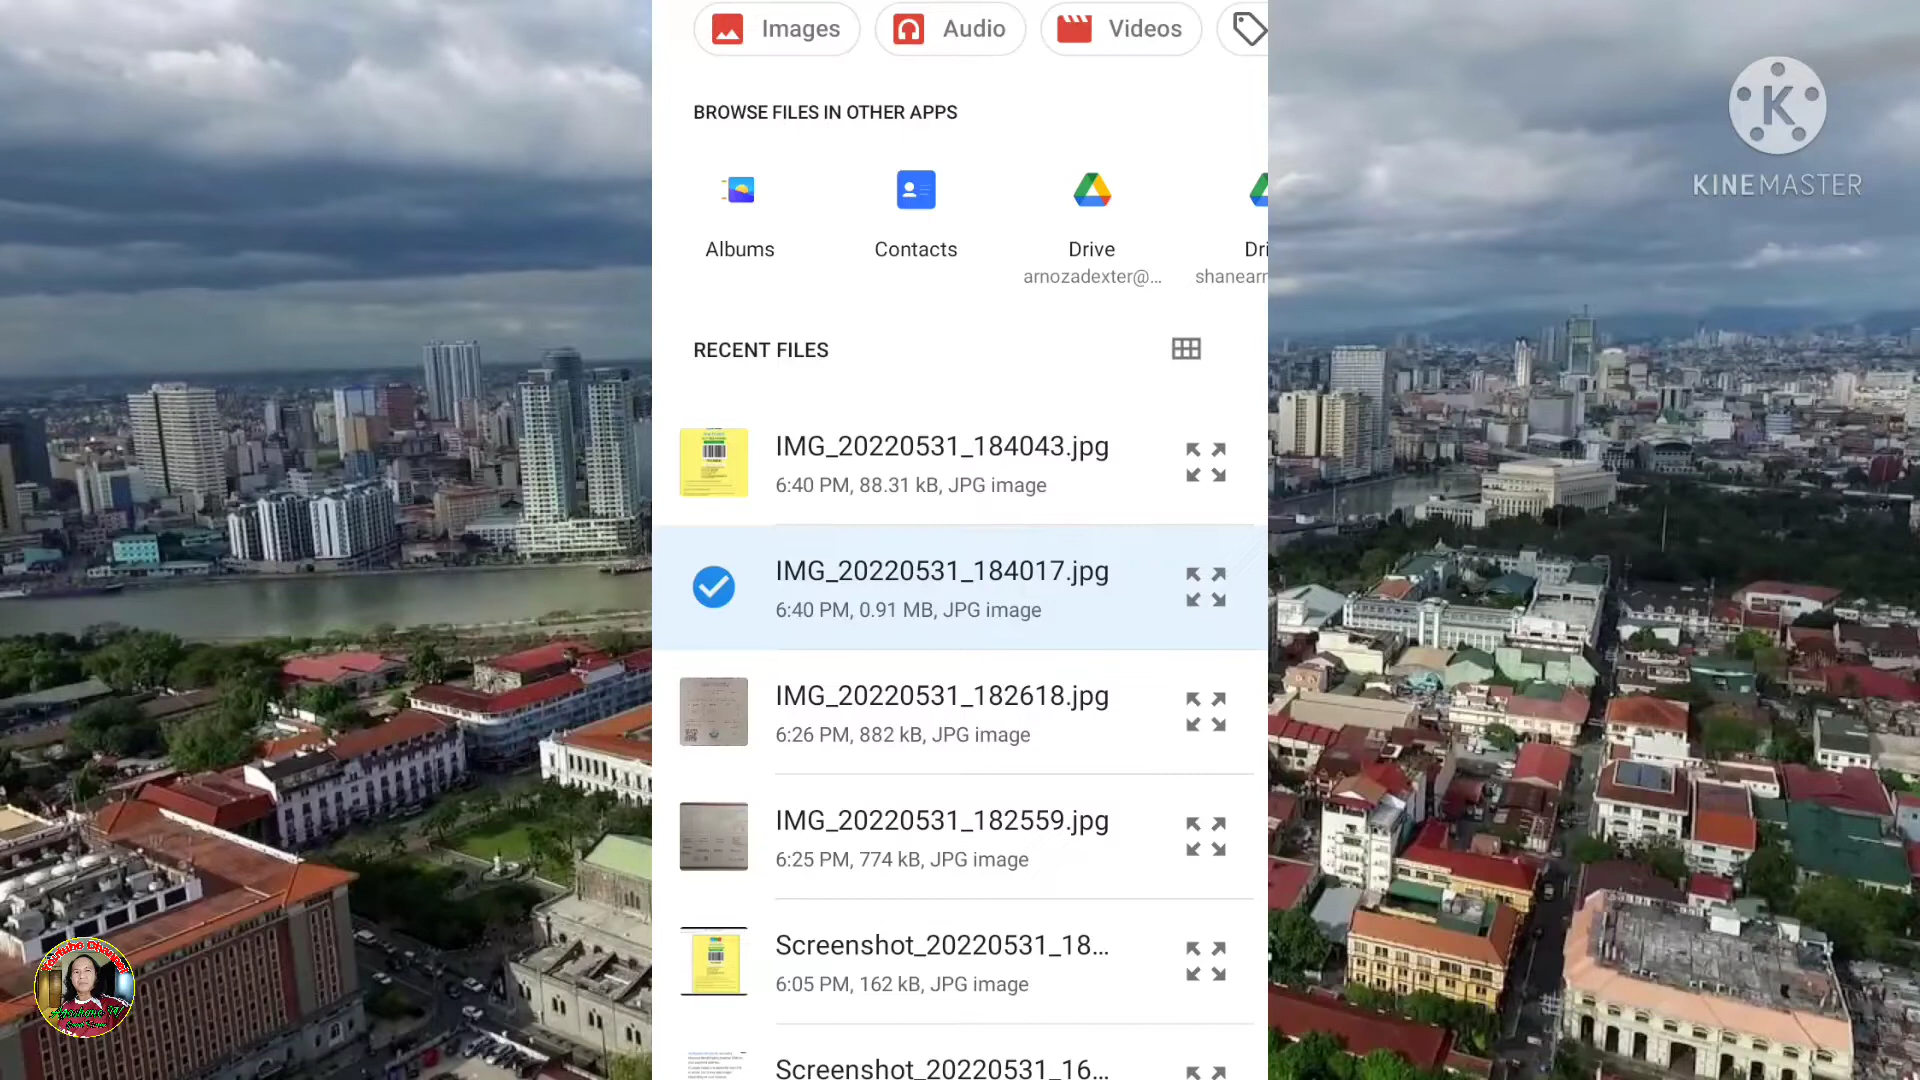 Images
Audio
Videos
BROWSE FILES IN OTHER APPS
Albums
Contacts
Drive
Dri
arnozadexter@...
shanearn
RECENT FILES
IMG_20220531_184043.jpg
6:40 PM, 88.31 kB, JPG image
IMG_20220531_184017.jpg
6:40 PM, 0.91 MB, JPG image
IMG_20220531_182618.jpg
6:26 PM, 882 kB, JPG image
IMG_20220531_182559.jpg
6:25 PM, 774 kB, JPG image
Screenshot_20220531_18...
6:05 PM, 162 kB, JPG image
Screenshot_20220531_16...
K
KINEMASTER
Youtube Channel